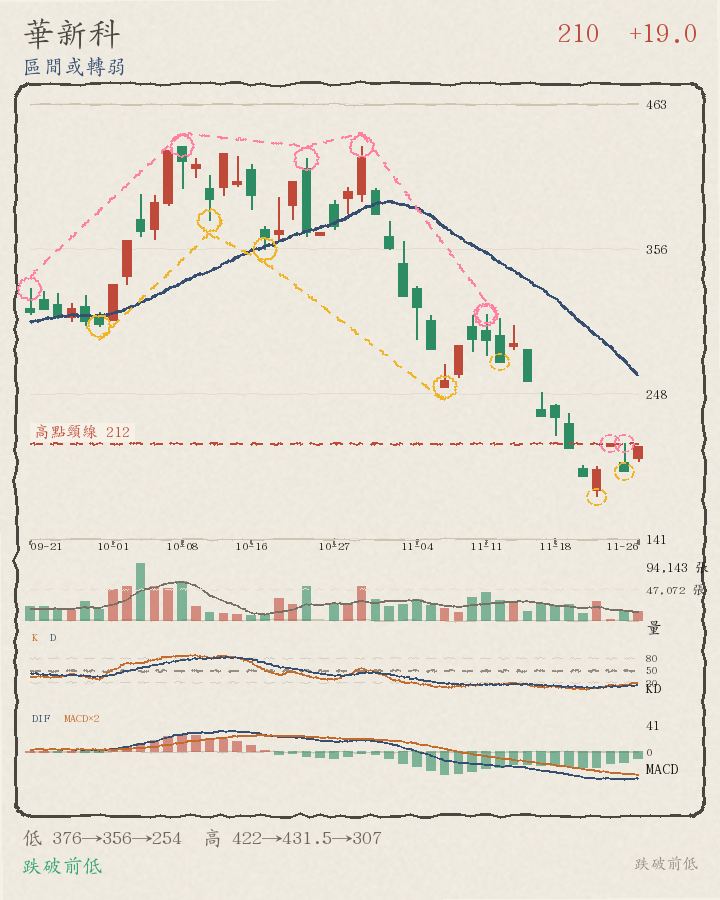 華新科
210 +19.0
區間或轉弱
463
356
248
高點頸線 212
141
09-21 10-01 10-08 10-16 10-27 11-04 11-11 11-18 11-26
94,143 張
47,072 張
量
K D
80
50
20
KD
DIF MACD×2
41
0
MACD
低 376→356→254 高 422→431.5→307
跌破前低
跌破前低